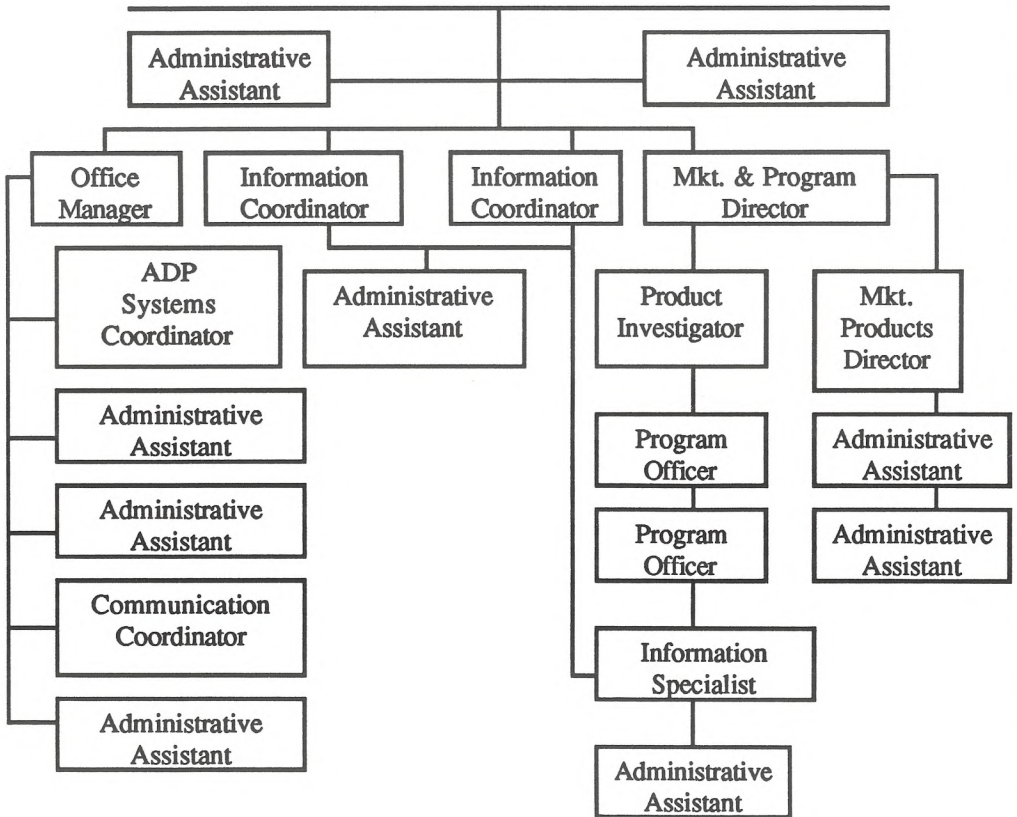 Administrative
Assistant
Administrative
Assistant
Office
Manager
Information
Coordinator
Information
Coordinator
Mkt. & Program
Director
ADP
Systems
Coordinator
Administrative
Assistant
Product
Investigator
Mkt.
Products
Director
Administrative
Assistant
Program
Officer
Administrative
Assistant
Administrative
Assistant
Program
Officer
Administrative
Assistant
Communication
Coordinator
Information
Specialist
Administrative
Assistant
Administrative
Assistant